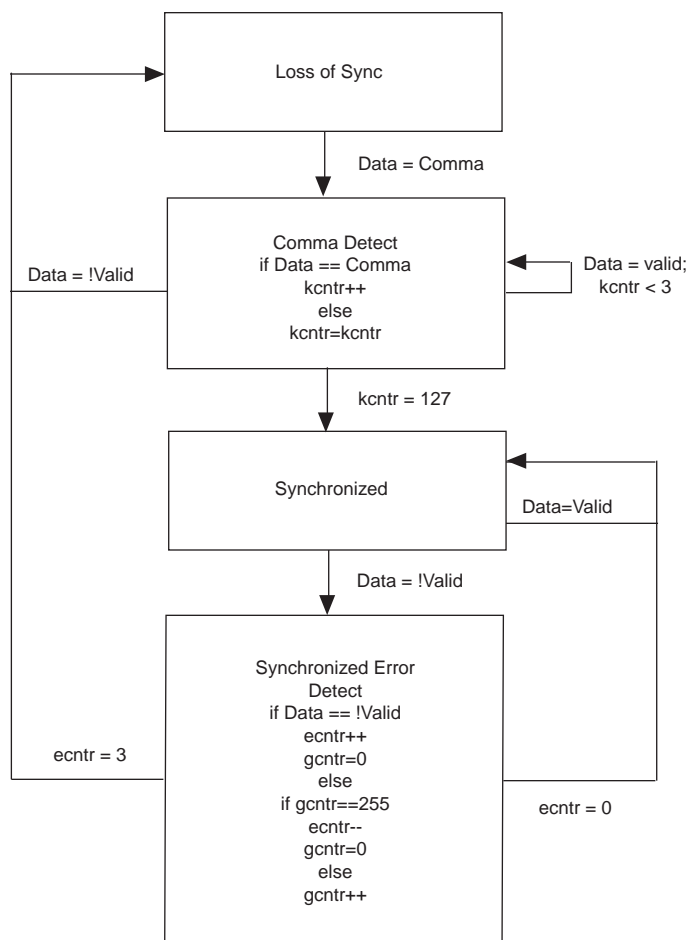 Loss of Sync
Data = Comma
Comma Detect
if Data == Comma
kcntr++
else
kcntr=kcntr
Data = !Valid
Data = valid;
kcntr < 3
kcntr = 127
Synchronized
Data=Valid
Data = !Valid
Synchronized Error
Detect
if Data == !Valid
ecntr++
gcntr=0
else
if gcntr==255
ecntr--
gcntr=0
else
gcntr++
ecntr = 3
ecntr = 0